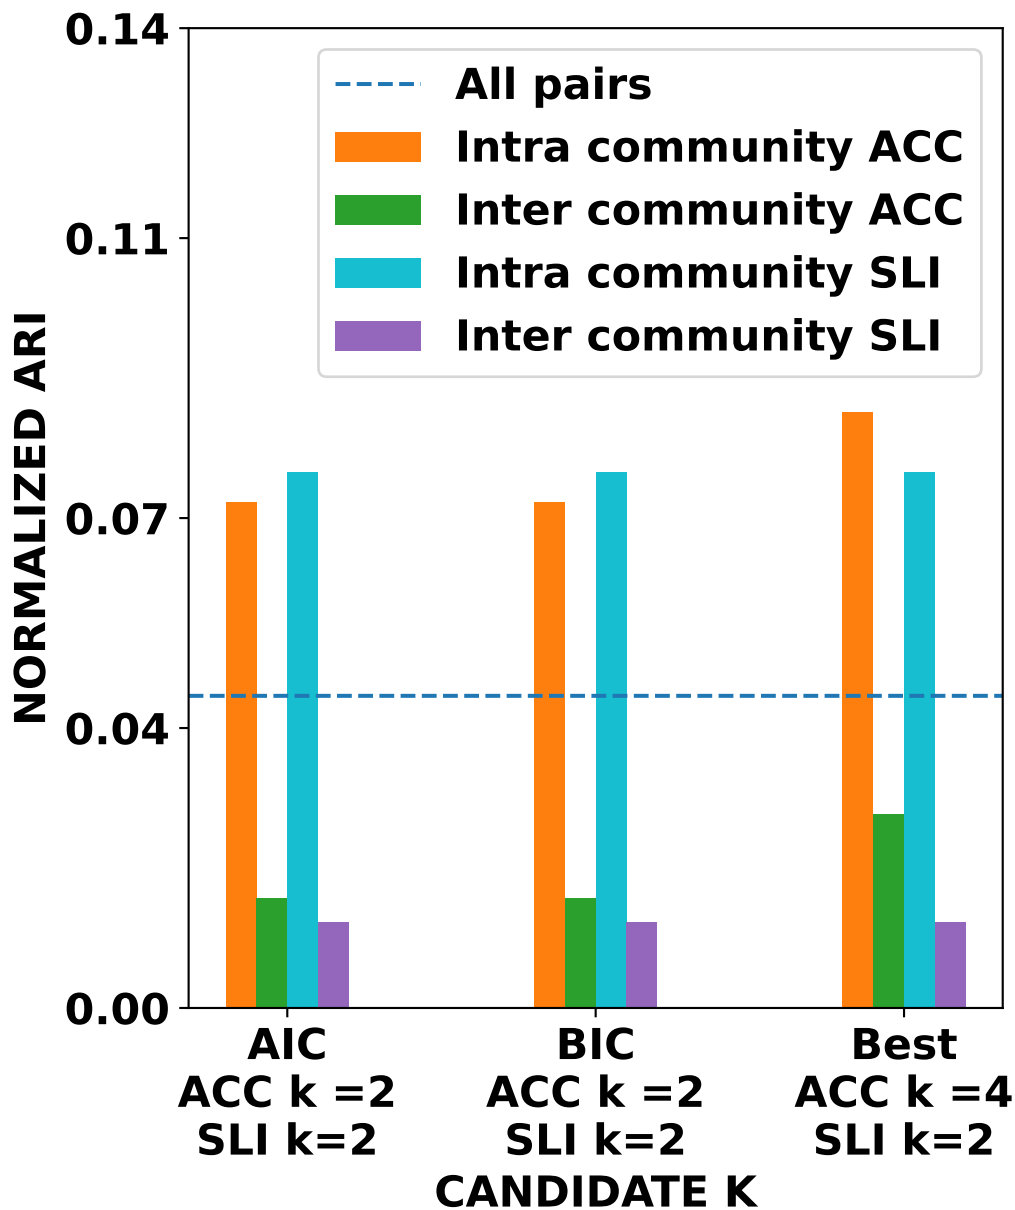 0.14
All pairs
Intra community ACC
Inter community ACC
0.11
Intra community SLI
Inter community SLI
NORMALIZED ARI
0.07
0.04
0.00
AIC BIC Best
ACC k =2 ACC k =2 ACC k =4
SLI k=2 SLI k=2 SLI k=2
CANDIDATE K